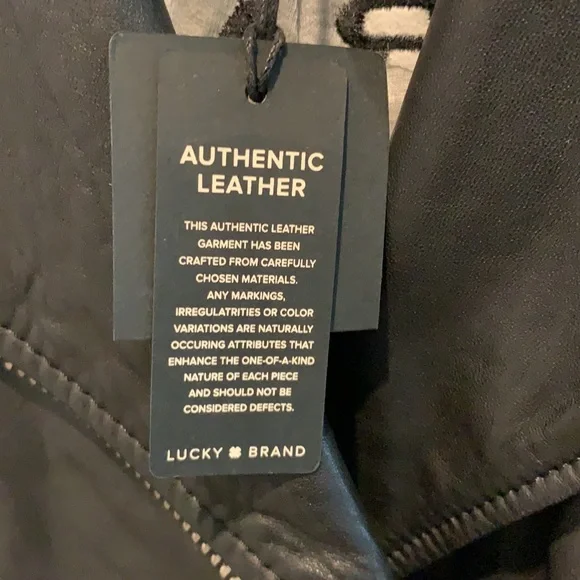 AUTHENTIC
LEATHER
THIS AUTHENTIC LEATHER
GARMENT HAS BEEN
CRAFTED FROM CAREFULLY
CHOSEN MATERIALS.
ANY MARKINGS,
IRREGULATRITIES OR COLOR
VARIATIONS ARE NATURALLY
OCCURING ATTRIBUTES THAT
ENHANCE THE ONE-OF-A-KIND
NATURE OF EACH PIECE
AND SHOULD NOT BE
CONSIDERED DEFECTS.
LUCKY BRAND